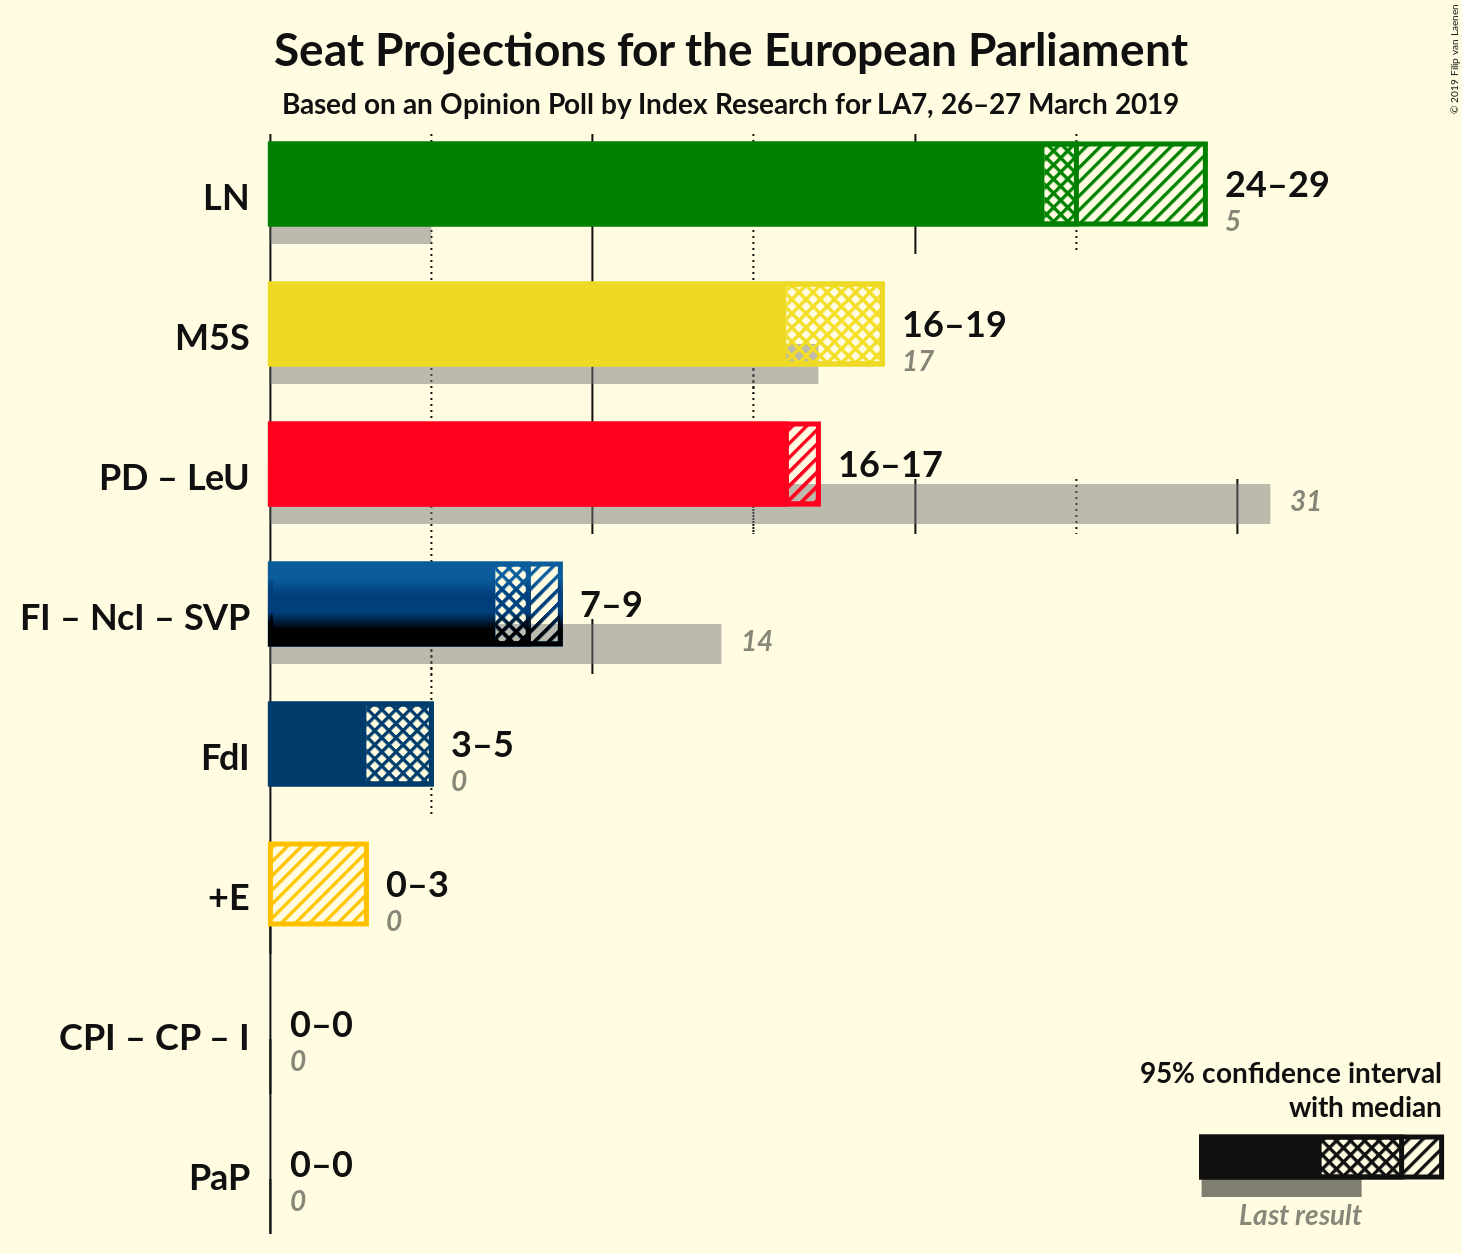 Seat Projections for the European Parliament
Based on an Opinion Poll by Index Research for LA7, 26–27 March 2019
© 2019 Filip van Laenen
LN
24–29
5
M5S
16–19
17
PD – LeU
16–17
31
FI – NcI – SVP
7–9
14
FdI
3–5
0
+E
0–3
0
CPI – CP – I
0–0
0
PaP
0–0
0
95% confidence interval
with median
Last result